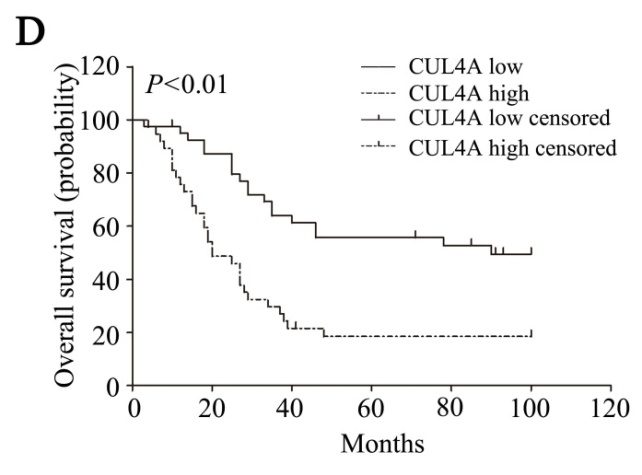 D
P<0.01
CUL4A low
CUL4A high
CUL4A low censored
CUL4A high censored
Overall survival (probability)
120
100
80
60
40
20
0
0 20 40 60 80 100 120
Months